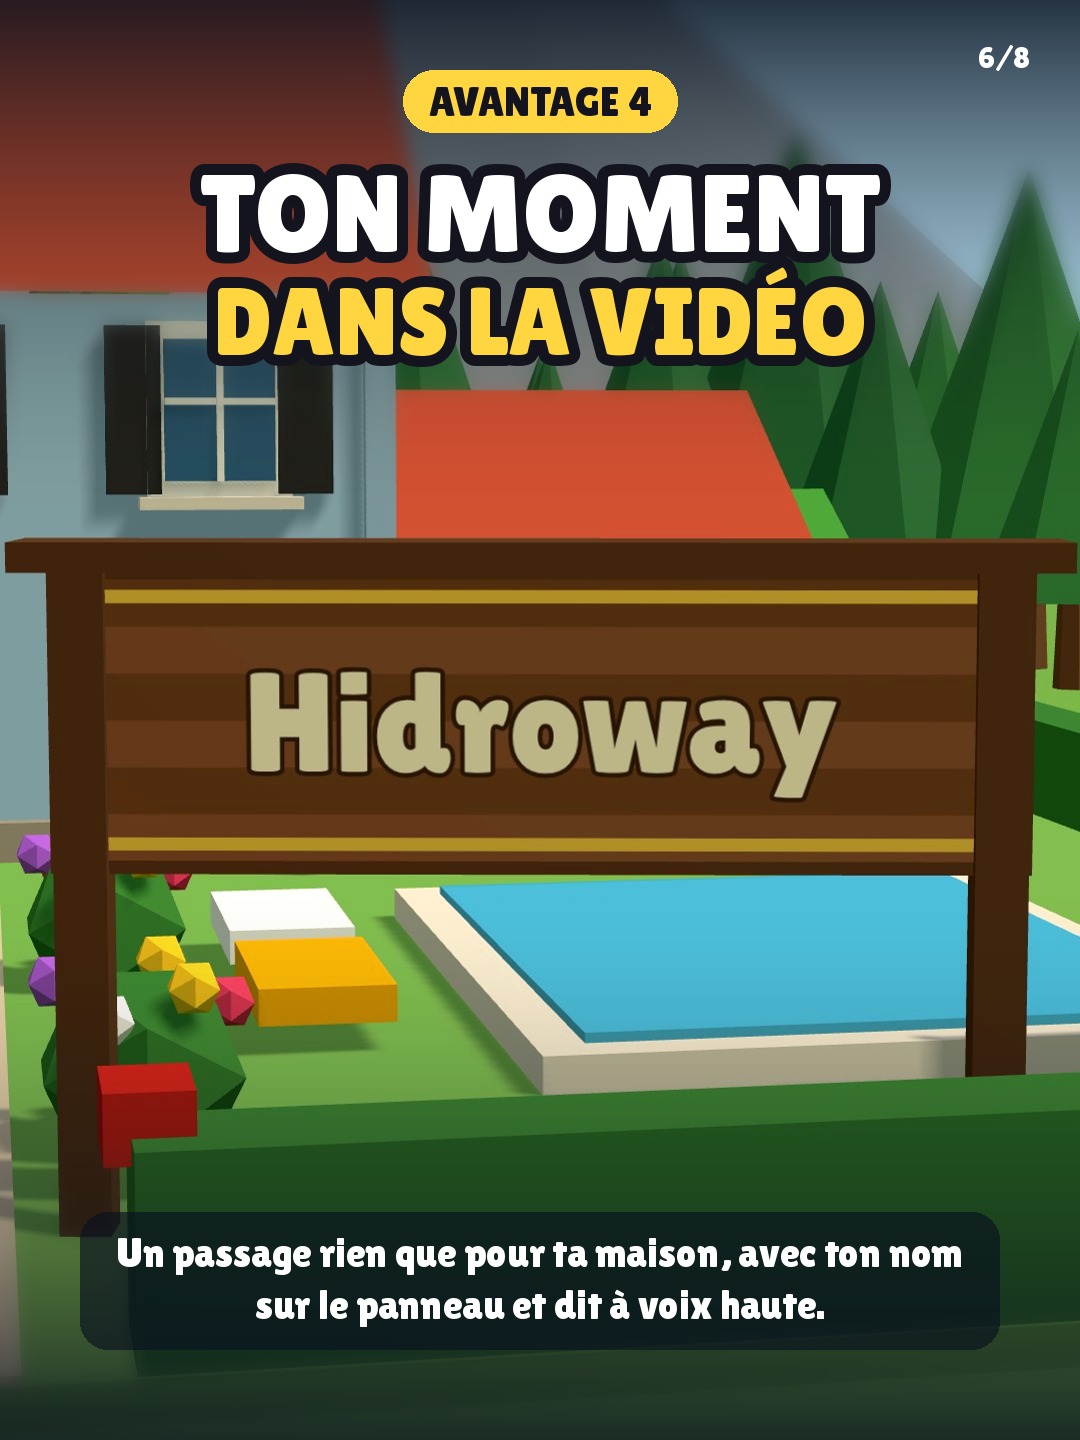 6/8
AVANTAGE 4
TON MOMENT
DANS LA VIDÉO
Hidroway
Un passage rien que pour ta maison, avec ton nom
sur le panneau et dit à voix haute.